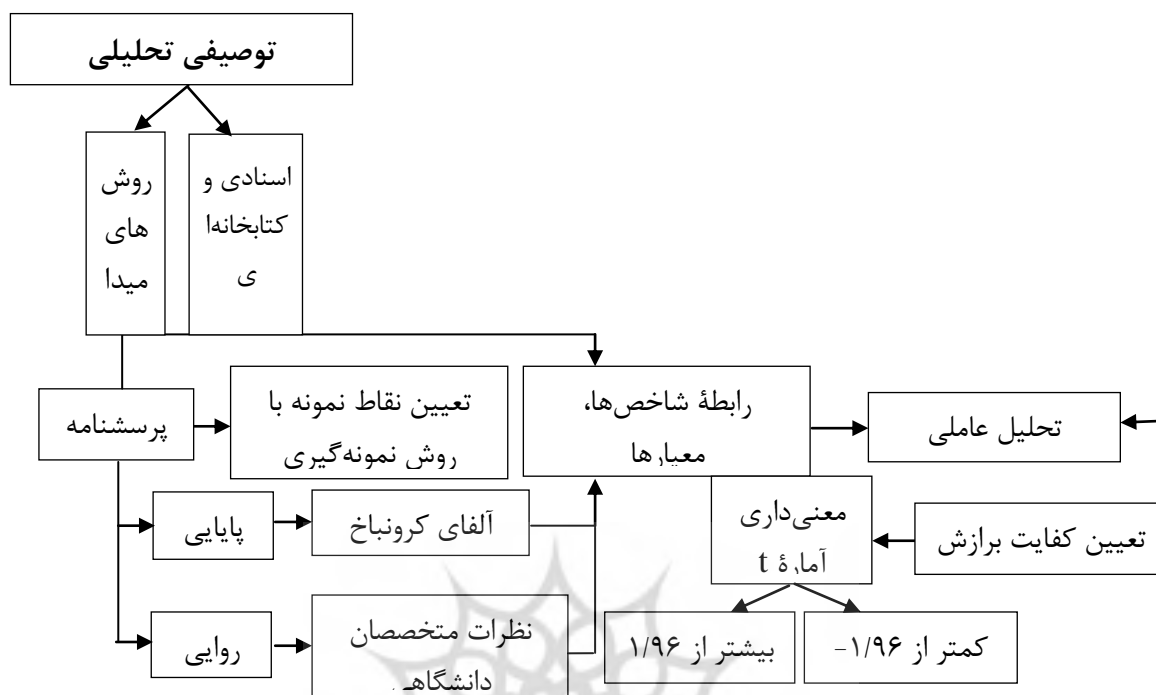 توصیفی تحلیلی
اسنادی و
کتابخانه‌ا
ی
روش
های
میدا
رابطهٔ شاخص‌ها،
معیارها
تعیین نقاط نمونه با
روش نمونه‌گیری
پرسشنامه
تحلیل عاملی
پایایی
آلفای کرونباخ
معنی‌داری
آمارهٔ t
تعیین کفایت برازش
روایی
نظرات متخصصان
دانشگاهی
بیشتر از ۱/۹۶
کمتر از ۱/۹۶-